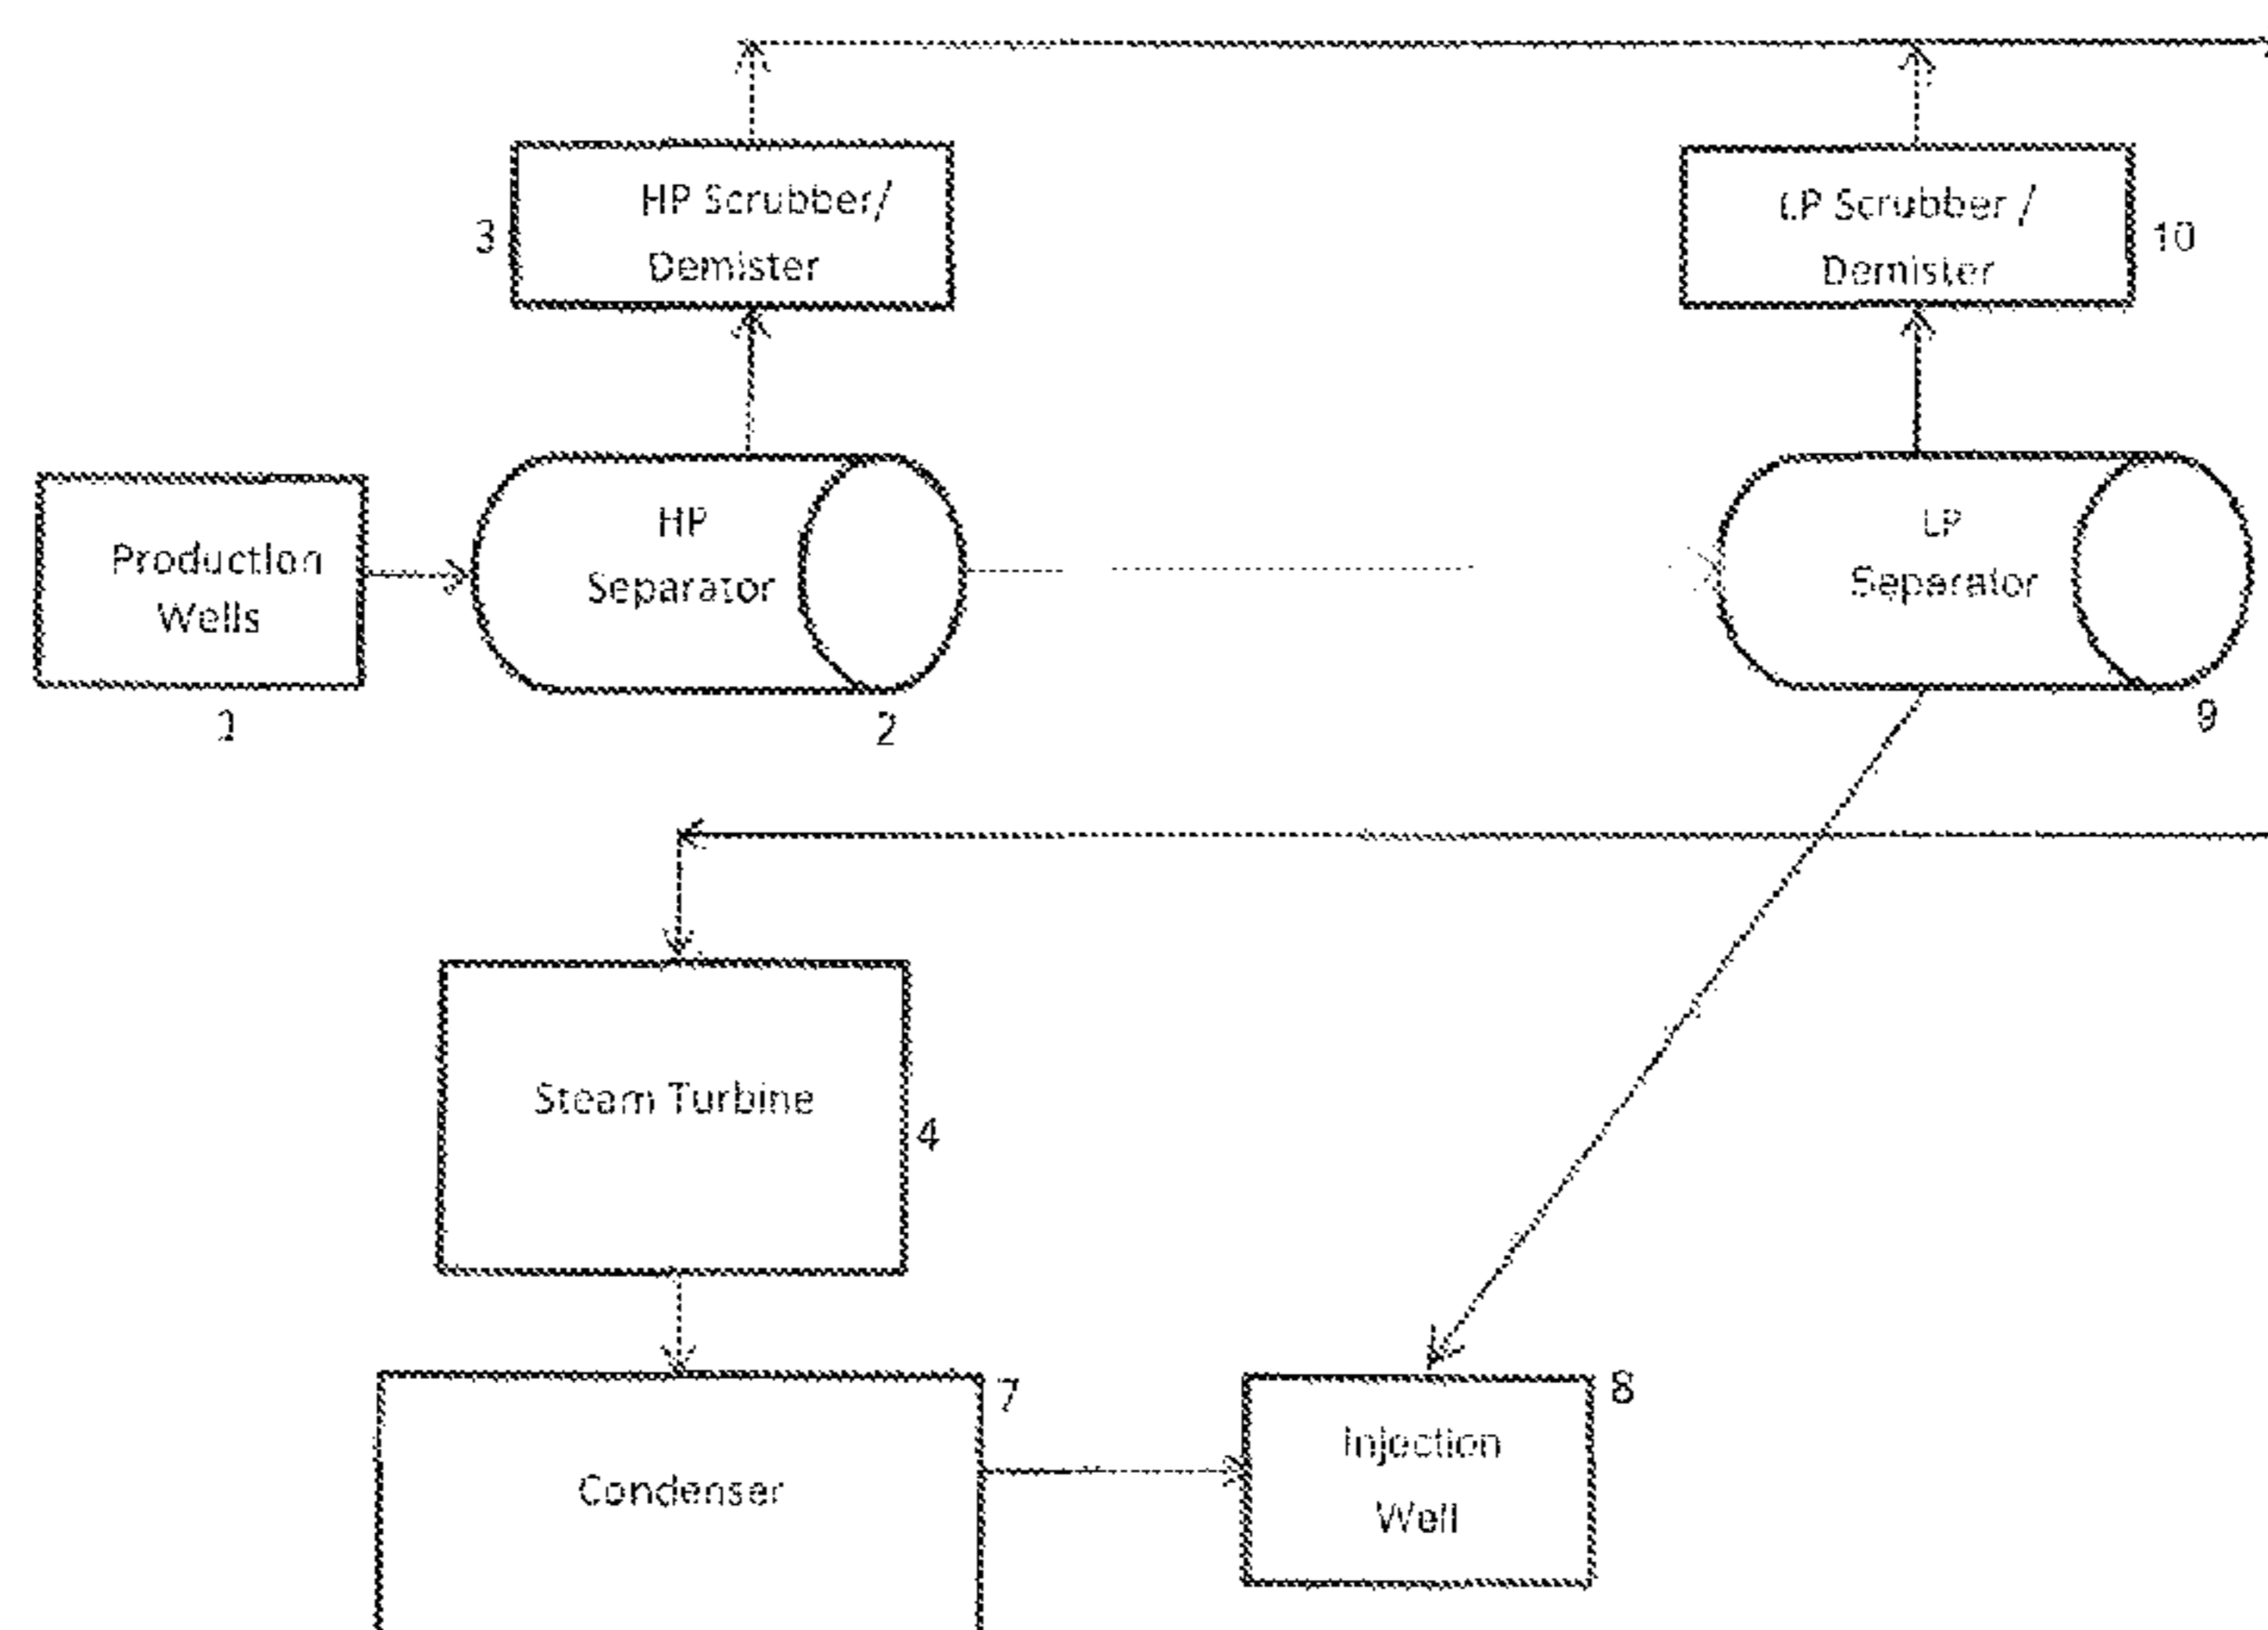 HP Scrubber/
Demister
3
LP Scrubber /
Demister
10
Production
Wells
1
HP
Separator
2
LP
Separator
9
Steam Turbine
4
Condenser
7
Injection
Well
8